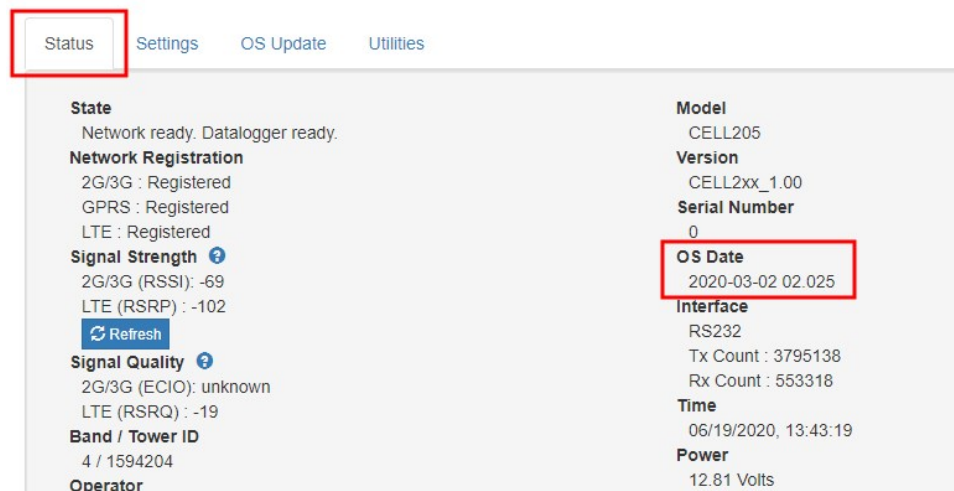 Status Settings OS Update Utilities
State
Network ready. Datalogger ready.
Network Registration
2G/3G : Registered
GPRS : Registered
LTE : Registered
Signal Strength
2G/3G (RSSI): -69
LTE (RSRP) : -102
Refresh
Signal Quality
2G/3G (ECIO): unknown
LTE (RSRQ) : -19
Band / Tower ID
4 / 1594204
Operator
Model
CELL205
Version
CELL2xx_1.00
Serial Number
0
OS Date
2020-03-02 02.025
Interface
RS232
Tx Count : 3795138
Rx Count : 553318
Time
06/19/2020, 13:43:19
Power
12.81 Volts